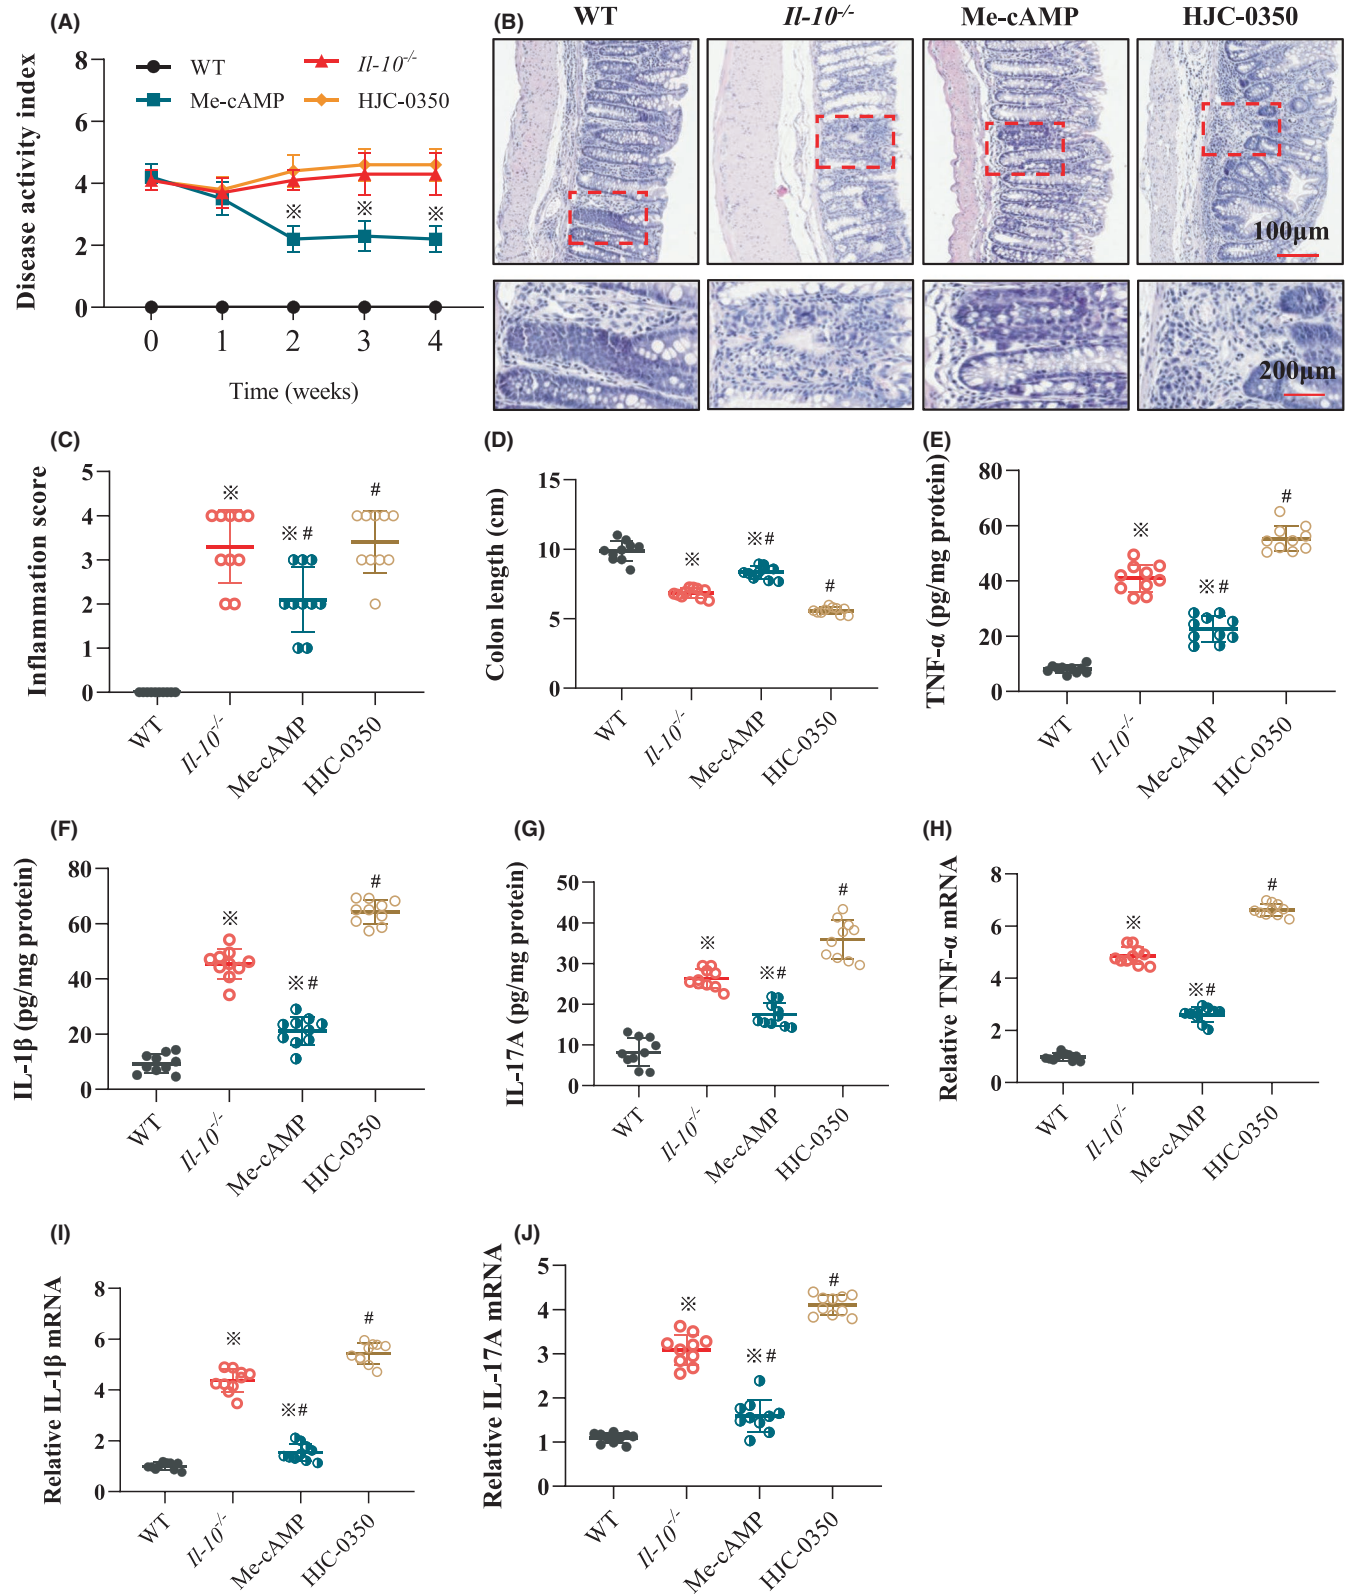 (A)
Disease activity index
8
6
4
2
0
WT
Il-10-/-
Me-cAMP
HJC-0350
※ ※ ※
0 1 2 3 4
Time (weeks)
(B)
WT Il-10-/- Me-cAMP HJC-0350
100μm
200μm
(C)
Inflammation score
5
4
3
2
1
0
※
※ #
#
WT Il-10-/- Me-cAMP HJC-0350
(D)
Colon length (cm)
15
10
5
0
※
※#
#
WT Il-10-/- Me-cAMP HJC-0350
(E)
TNF-α (pg/mg protein)
80
60
40
20
0
※
※ #
#
WT Il-10-/- Me-cAMP HJC-0350
(F)
IL-1β (pg/mg protein)
80
60
40
20
0
※
※ #
#
WT Il-10-/- Me-cAMP HJC-0350
(G)
IL-17A (pg/mg protein)
50
40
30
20
10
0
※
※#
#
WT Il-10-/- Me-cAMP HJC-0350
(H)
Relative TNF-α mRNA
8
6
4
2
0
※
※#
#
WT Il-10-/- Me-cAMP HJC-0350
(I)
Relative IL-1β mRNA
8
6
4
2
0
※
※#
#
WT Il-10-/- Me-cAMP HJC-0350
(J)
Relative IL-17A mRNA
5
4
3
2
1
0
※
※ #
#
WT Il-10-/- Me-cAMP HJC-0350